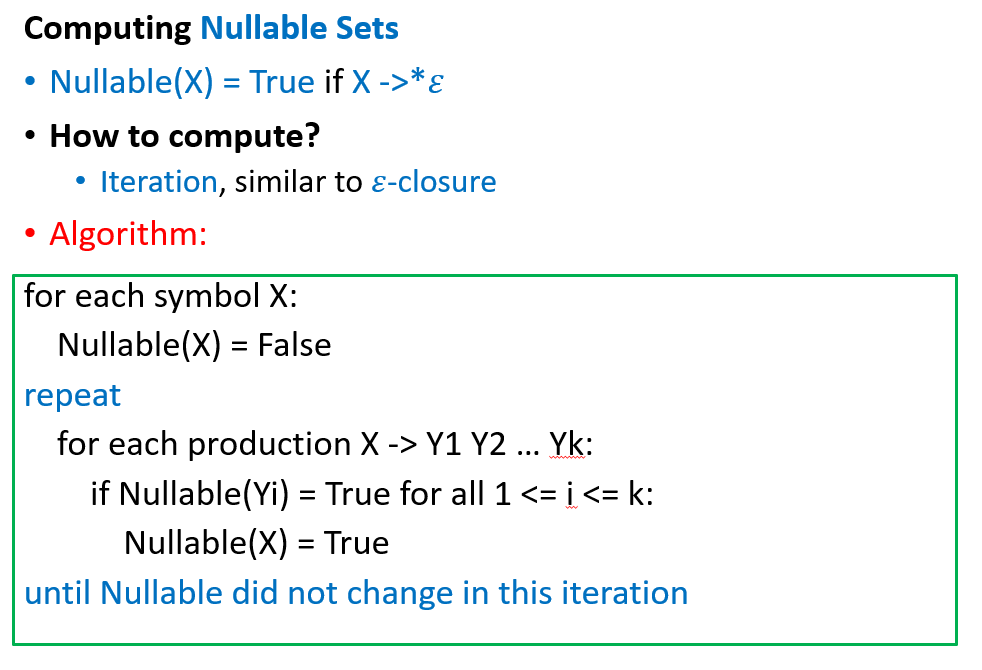 Computing Nullable Sets
• Nullable(X) = True if X ->* ε
• How to compute?
• Iteration, similar to ε-closure
• Algorithm:
for each symbol X:
Nullable(X) = False
repeat
for each production X -> Y1 Y2 … Yk:
if Nullable(Yi) = True for all 1 <= i <= k:
Nullable(X) = True
until Nullable did not change in this iteration